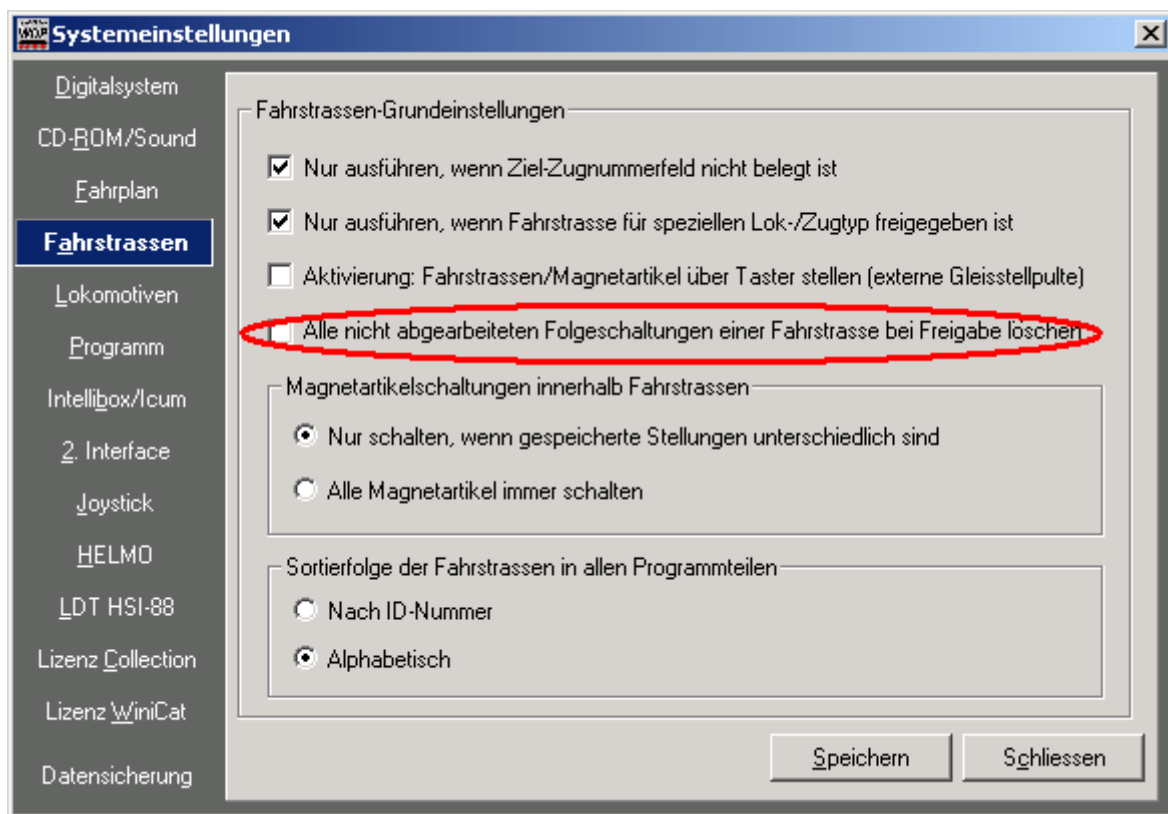 Systemeinstellungen
Digitalsystem
CD-ROM/Sound
Fahrplan
Fahrstrassen
Lokomotiven
Programm
Intellibox/Icum
2. Interface
Joystick
HELMO
LDT HSI-88
Lizenz Collection
Lizenz WiniCat
Datensicherung
Fahrstrassen-Grundeinstellungen
Nur ausführen, wenn Ziel-Zugnummerfeld nicht belegt ist
Nur ausführen, wenn Fahrstrasse für speziellen Lok-/Zugtyp freigegeben ist
Aktivierung: Fahrstrassen/Magnetartikel über Taster stellen (externe Gleisstellpulte)
Alle nicht abgearbeiteten Folgeschaltungen einer Fahrstrasse bei Freigabe löschen
Magnetartikelschaltungen innerhalb Fahrstrassen
Nur schalten, wenn gespeicherte Stellungen unterschiedlich sind
Alle Magnetartikel immer schalten
Sortierfolge der Fahrstrassen in allen Programmteilen
Nach ID-Nummer
Alphabetisch
Speichern
Schliessen